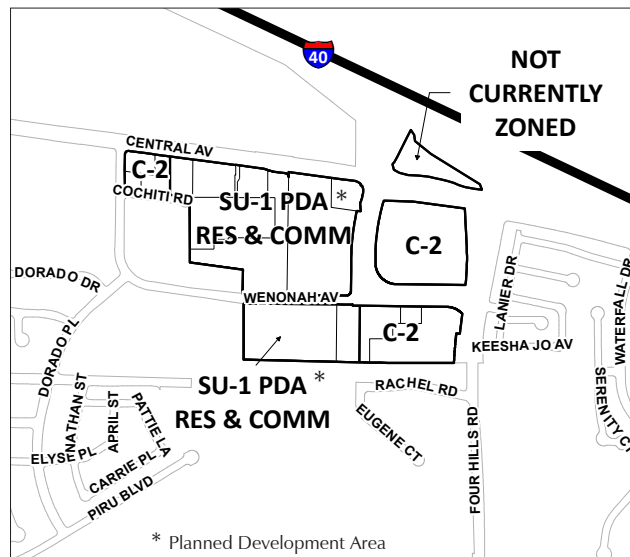 40
NOT
CURRENTLY
ZONED
CENTRAL AV
C-2
COCHITI RD
SU-1 PDA *
RES & COMM
C-2
LANIER DR
WATERFALL DR
DORADO DR
WENONAH AV
C-2
KEESHA JO AV
DORADO PL
SU-1 PDA *
RES & COMM
RACHEL RD
SERENITY CT
NATHAN ST
APRIL ST
PATTIE LA
EUGENE CT
FOUR HILLS RD
ELYSE PL
CARRIE PL
PIRU BLVD
* Planned Development Area